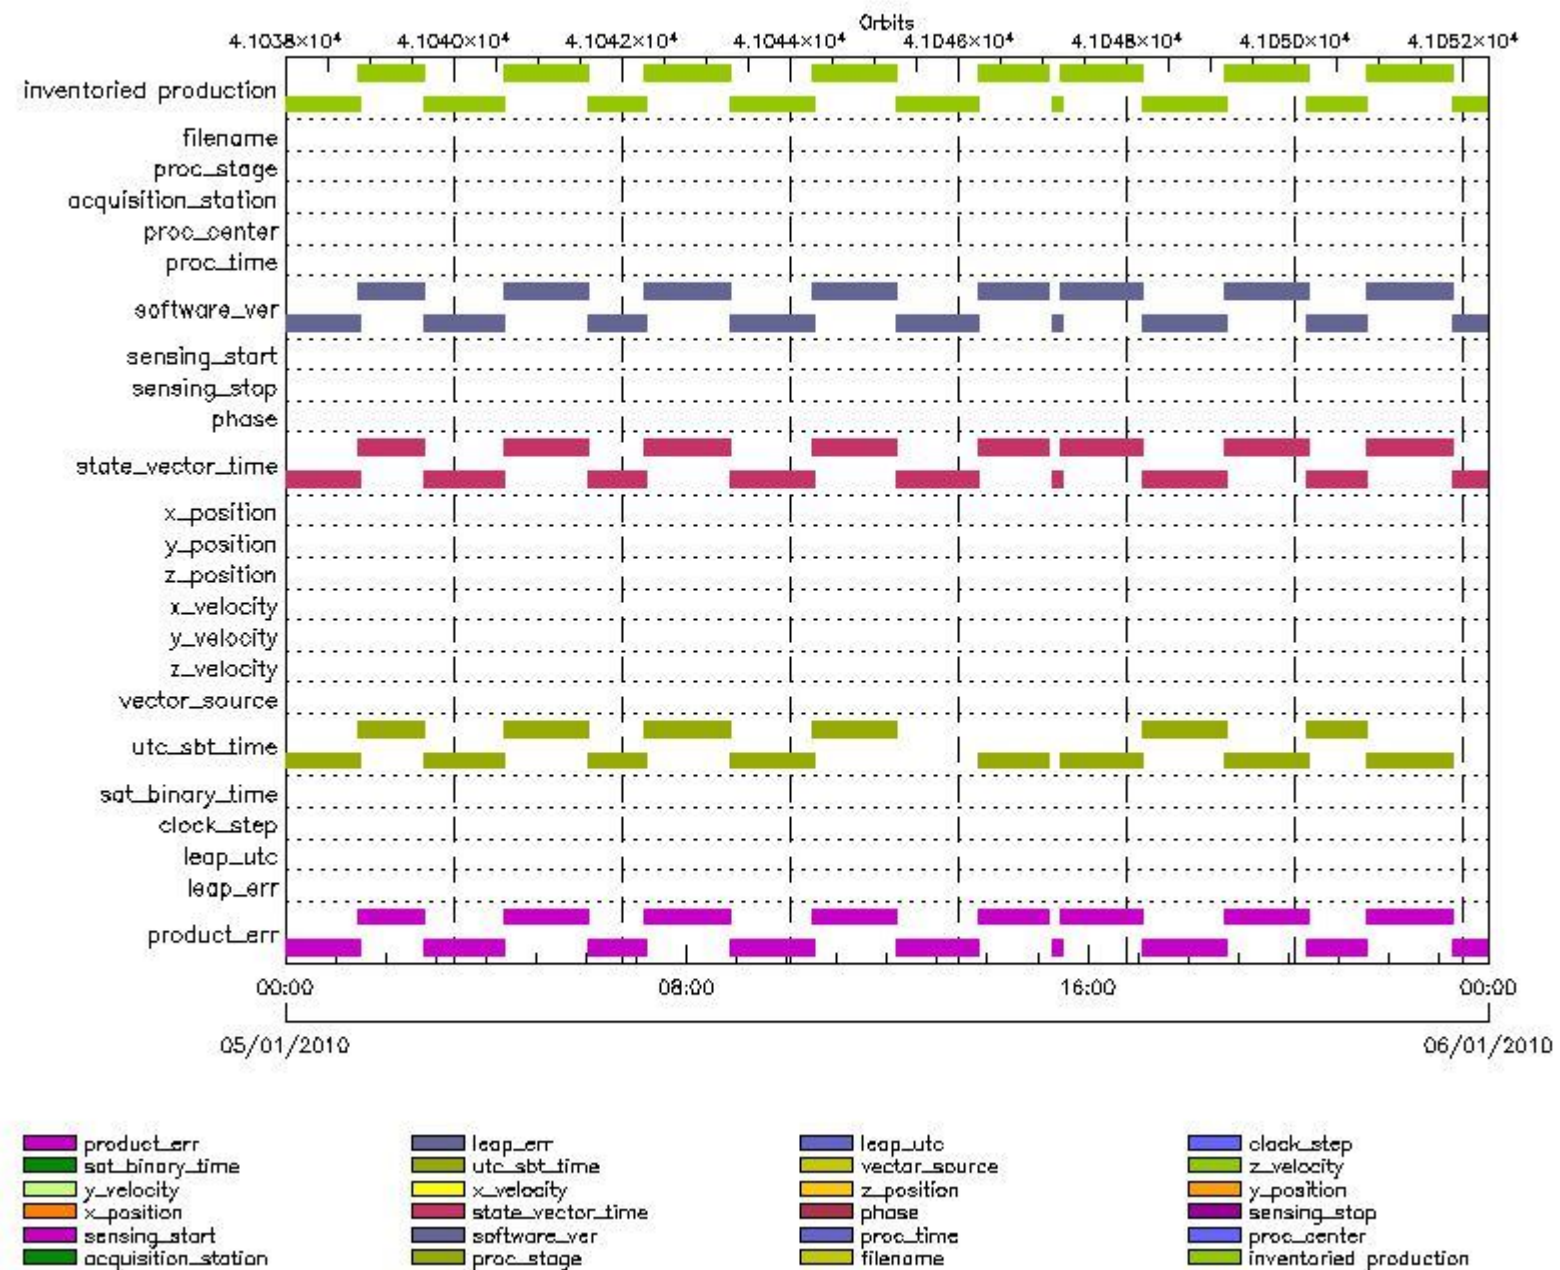 Orbits
4.1038×10⁴ 4.1040×10⁴ 4.1042×10⁴ 4.1044×10⁴ 4.1046×10⁴ 4.1048×10⁴ 4.1050×10⁴ 4.1052×10⁴
inventoried production
filename
proc_stage
acquisition_station
proc_center
proc_time
software_ver
sensing_start
sensing_stop
phase
state_vector_time
x_position
y_position
z_position
x_velocity
y_velocity
z_velocity
vector_source
utc_sbt_time
sat_binary_time
clock_step
leap_utc
leap_err
product_err
00:00 08:00 16:00 00:00
05/01/2010 06/01/2010
product_err leap_err leap_utc clock_step
sat_binary_time utc_sbt_time vector_source z_velocity
y_velocity x_velocity z_position y_position
x_position state_vector_time phase sensing_stop
sensing_start software_ver proc_time proc_center
acquisition_station proc_stage filename inventoried production